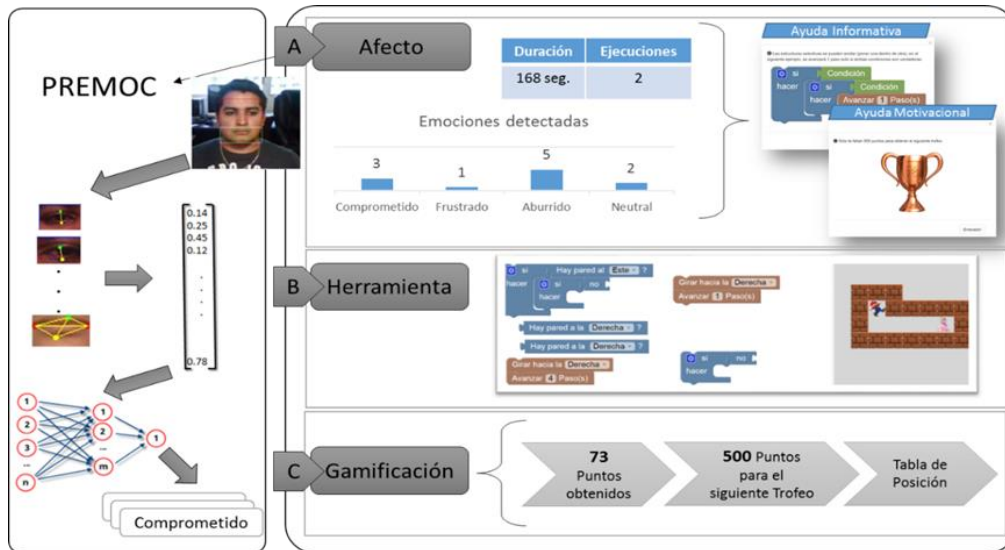 PREMOC
0.14
0.25
0.45
0.12
0.78
1
2
3
...
n
1
2
...
m
1
Comprometido
A
Afecto
Duración
Ejecuciones
168 seg.
2
Emociones detectadas
3
1
5
2
Comprometido
Frustrado
Aburrido
Neutral
Ayuda Informativa
si
Condición
hacer
si
Condición
hacer
Avanzar 1 Paso(s)
Ayuda Motivacional
B
Herramienta
si
Hay pared al Este ?
hacer
si
no
hacer
Hay pared a la Derecha ?
Hay pared a la Derecha ?
Girar hacia la Derecha
Avanzar 4 Paso(s)
Girar hacia la Derecha
Avanzar 1 Paso(s)
si
no
hacer
C
Gamificación
73
Puntos
obtenidos
500 Puntos
para el
siguiente Trofeo
Tabla de
Posición